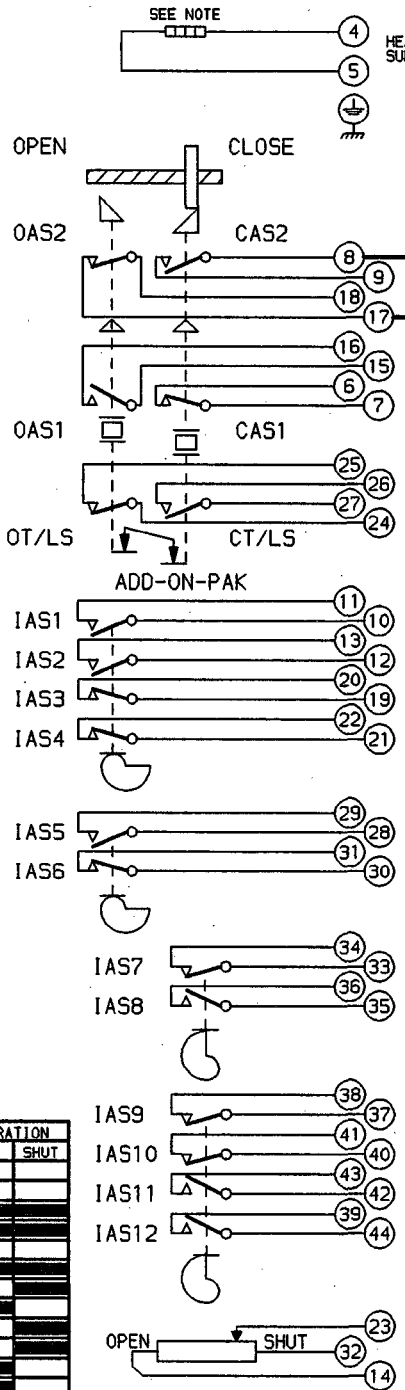 SEE NOTE
4
HE
SU
5
OPEN CLOSE
OAS2 CAS2
8
9
18
17
16
15
6
7
OAS1 CAS1
25
26
27
24
OT/LS CT/LS
ADD-ON-PAK
11
IAS1 10
13
IAS2 12
20
IAS3 19
22
IAS4 21
29
IAS5 28
31
IAS6 30
34
IAS7 33
36
IAS8 35
38
IAS9 37
41
IAS10 40
43
IAS11 42
39
IAS12 44
RATION
SHUT
23
OPEN SHUT
32
14